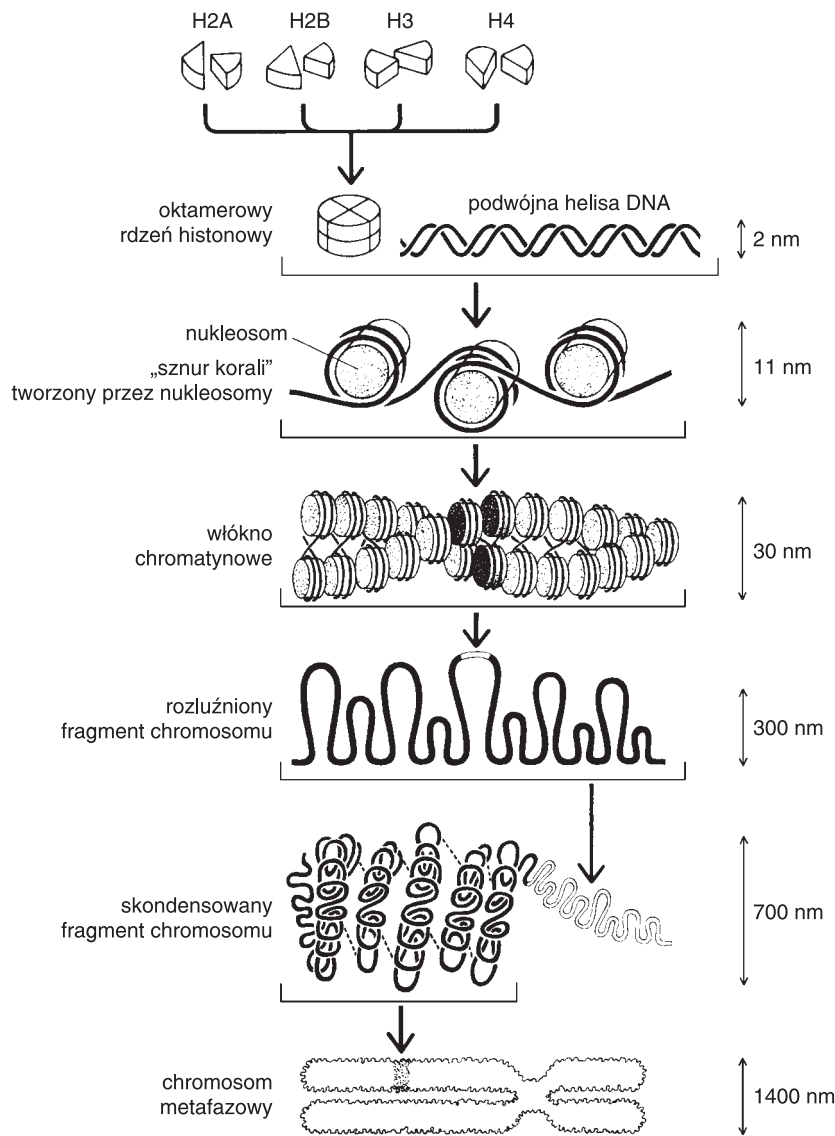 H2A
H2B
H3
H4
oktamerowy
rdzeń histonowy
podwójna helisa DNA
2 nm
nukleosom
„sznur korali”
tworzony przez nukleosomy
11 nm
włókno
chromatynowe
30 nm
rozluźniony
fragment chromosomu
300 nm
skondensowany
fragment chromosomu
700 nm
chromosom
metafazowy
1400 nm